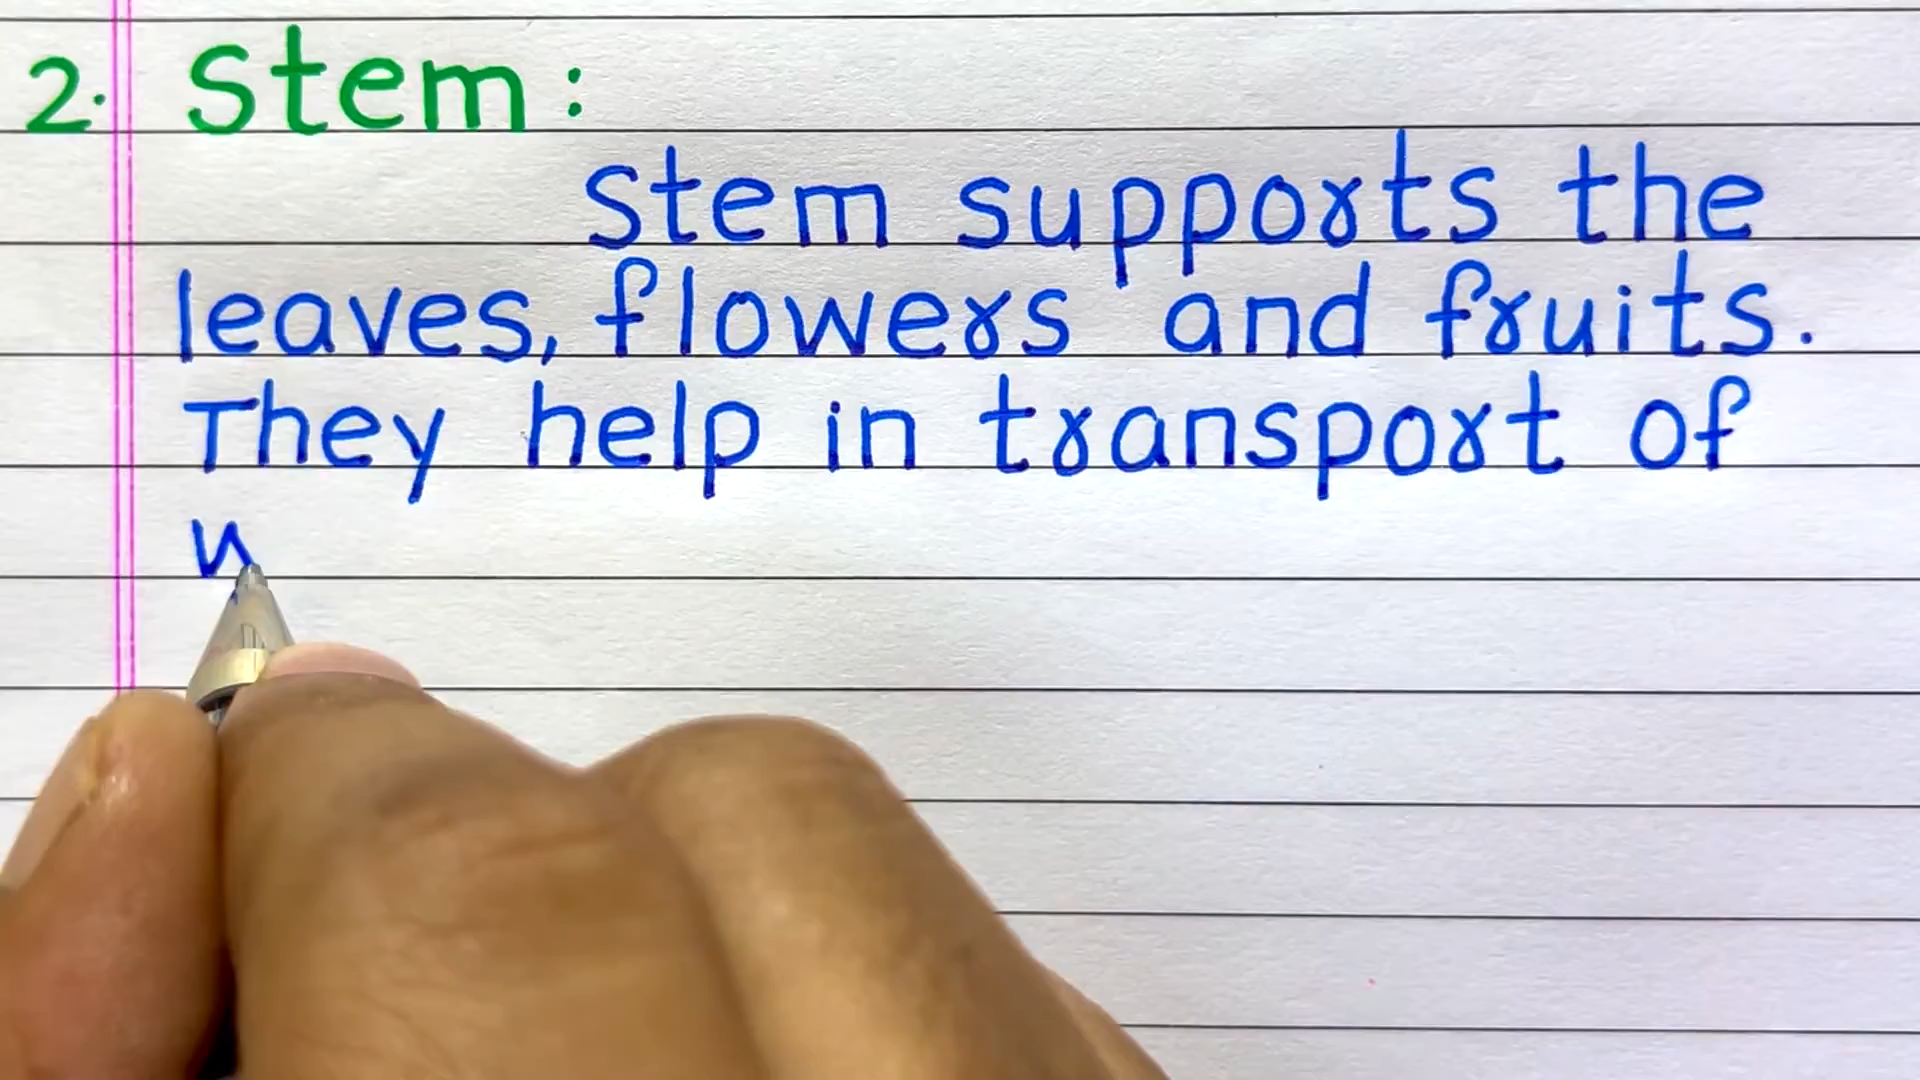 2. Stem:
Stem supports the
leaves, flowers and fruits.
They help in transport of